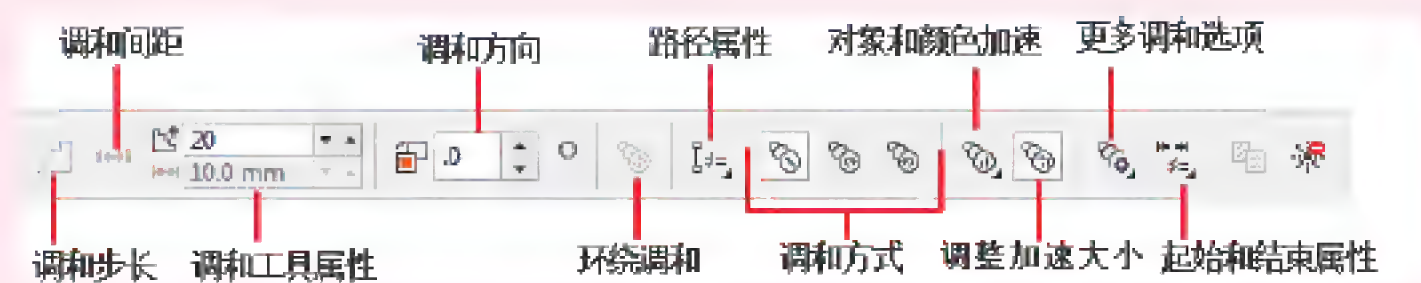 调和间距
调和方向
路径属性
对象和颜色加速
更多调和选项
20
.0
10.0 mm
调和步长
调和工具属性
环绕调和
调和方式
调整加速大小
起始和结束属性